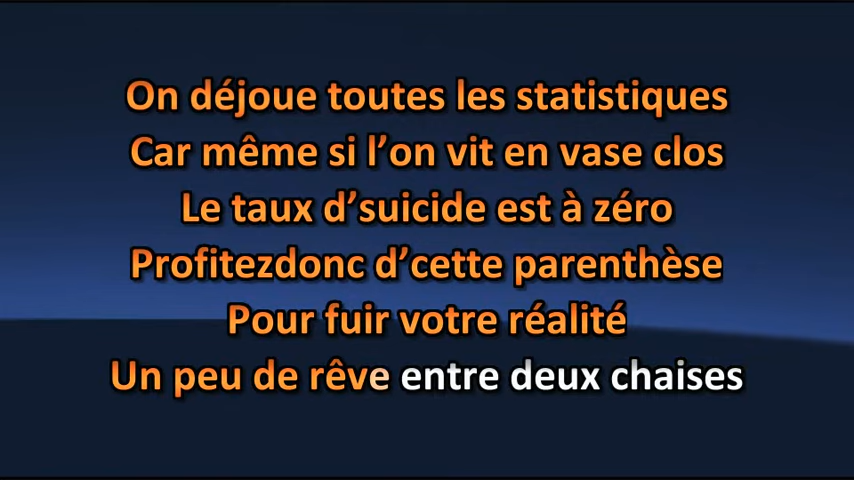 On déjoue toutes les statistiques
Car même si l’on vit en vase clos
Le taux d’suicide est à zéro
Profitezdonc d’cette parenthèse
Pour fuir votre réalité
Un peu de rêve entre deux chaises